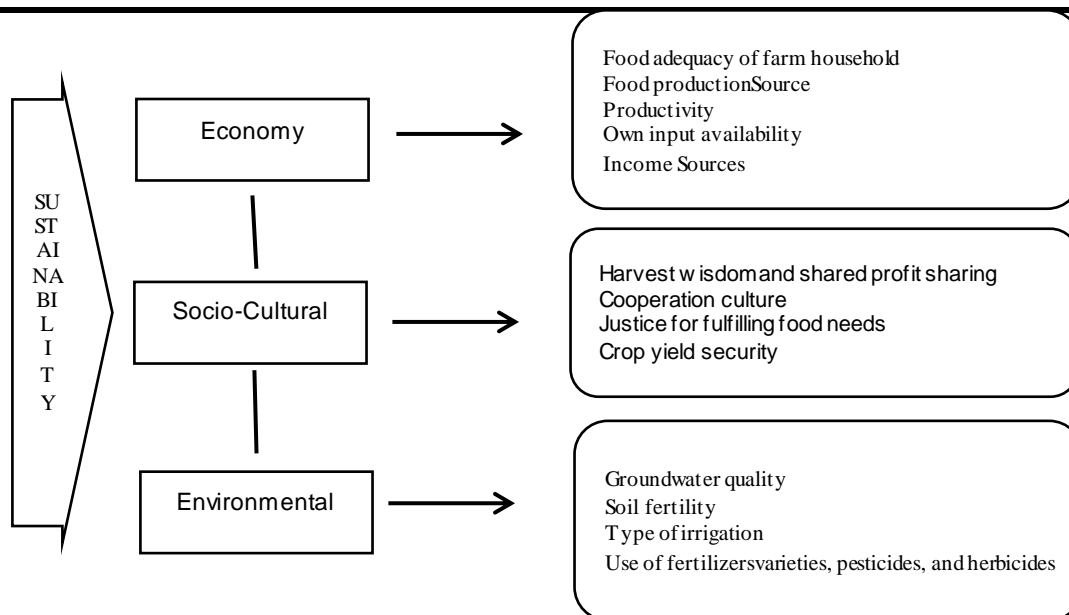 SU
ST
AI
NA
BI
L
I
T
Y
Economy
Food adequacy of farm household
Food productionSource
Productivity
Own input availability
Income Sources
Socio-Cultural
Harvest wisdom and shared profit sharing
Cooperation culture
Justice for fulfilling food needs
Crop yield security
Environmental
Groundwater quality
Soil fertility
Type of irrigation
Use of fertilizersvarieties, pesticides, and herbicides